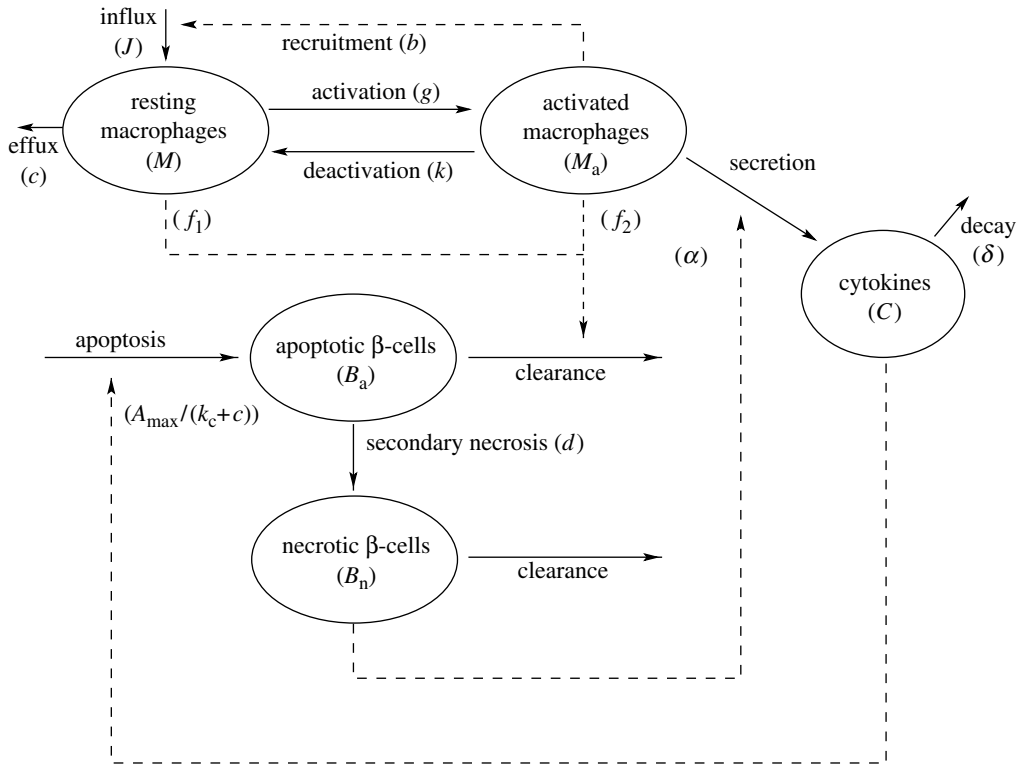 influx
(J)
recruitment (b)
resting
macrophages
(M)
activation (g)
deactivation (k)
activated
macrophages
(Mₐ)
effux
(c)
secretion
(f₁)
(f₂)
(α)
decay
(δ)
cytokines
(C)
apoptosis
apoptotic β-cells
(Bₐ)
clearance
(Aₘₐₓ/(k_c+c))
secondary necrosis (d)
necrotic β-cells
(Bₙ)
clearance